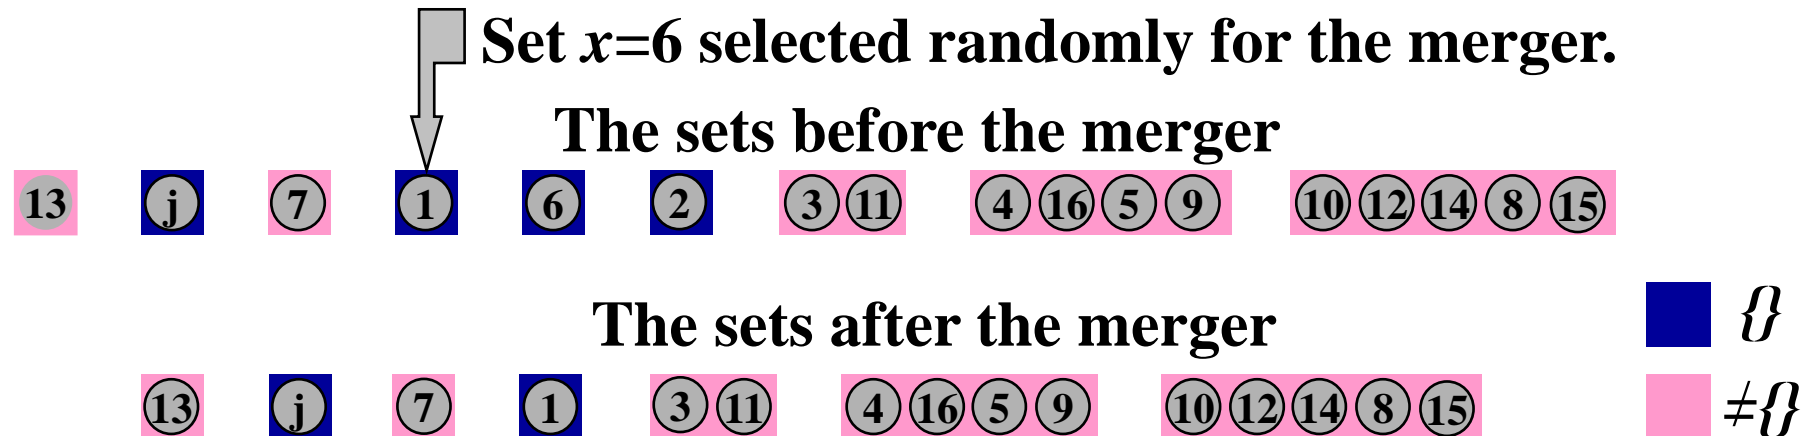 Set x=6 selected randomly for the merger.
The sets before the merger
13 j 7 1 6 2 3 11 4 16 5 9 10 12 14 8 15
The sets after the merger
{}
13 j 7 1 3 11 4 16 5 9 10 12 14 8 15
≠{}